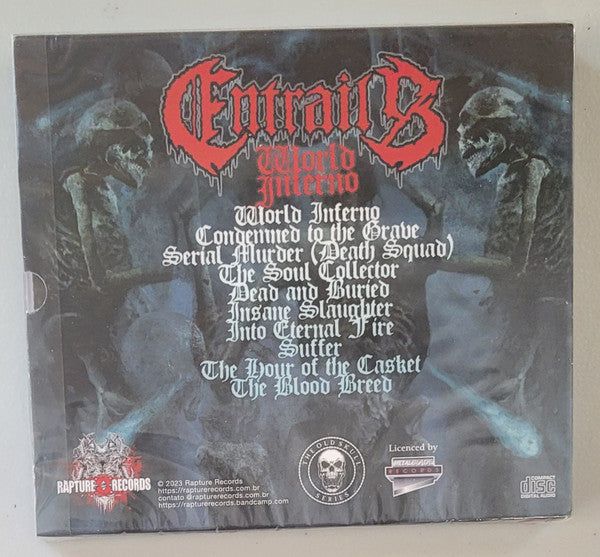 Entrails
World
Inferno
World Inferno
Condemned to the Grave
Serial Murder (Death Squad)
The Soul Collector
Dead and Buried
Insane Slaughter
Into Eternal Fire
Suffer
The Hour of the Casket
The Blood Breed
RAPTURE RECORDS
© 2023 Rapture Records
https://rapturerecords.com.br
contato @rapturerecords.com.br
https://rapturerecords.bandcamp.com
THE OLD SKULL
SERIES
Licenced by
METALBLADE
RECORDS
COMPACT
disc
DIGITAL AUDIO